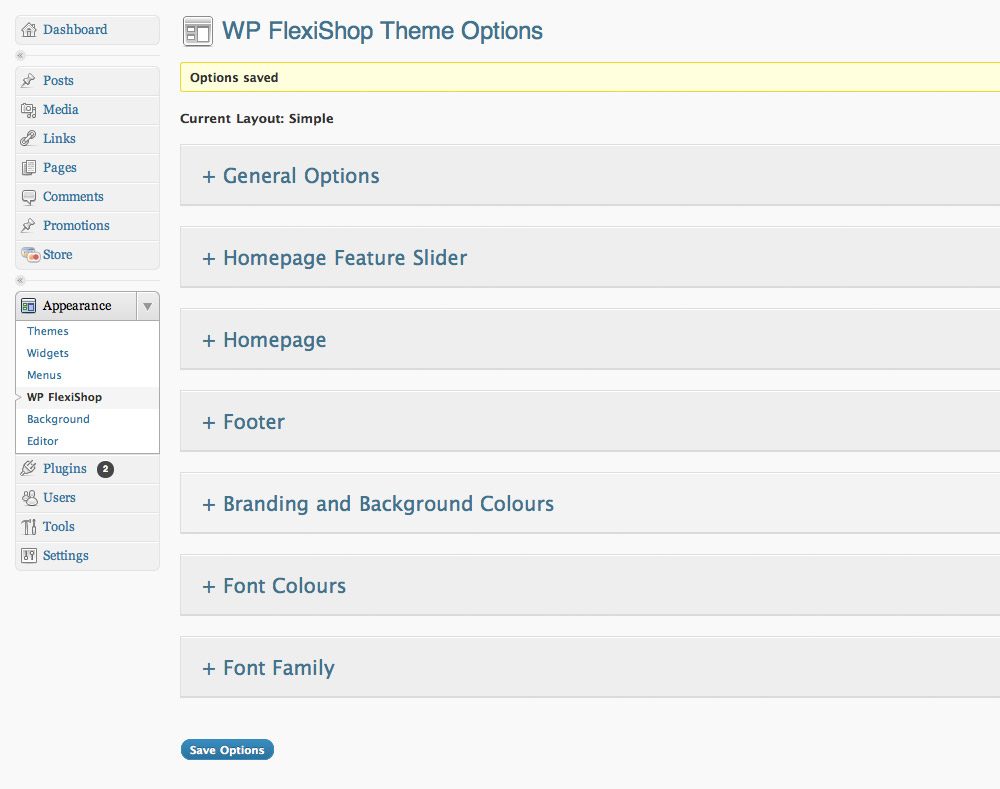 Dashboard
Posts
Media
Links
Pages
Comments
Promotions
Store
Appearance
Themes
Widgets
Menus
WP FlexiShop
Background
Editor
Plugins 2
Users
Tools
Settings
WP FlexiShop Theme Options
Options saved
Current Layout: Simple
+ General Options
+ Homepage Feature Slider
+ Homepage
+ Footer
+ Branding and Background Colours
+ Font Colours
+ Font Family
Save Options